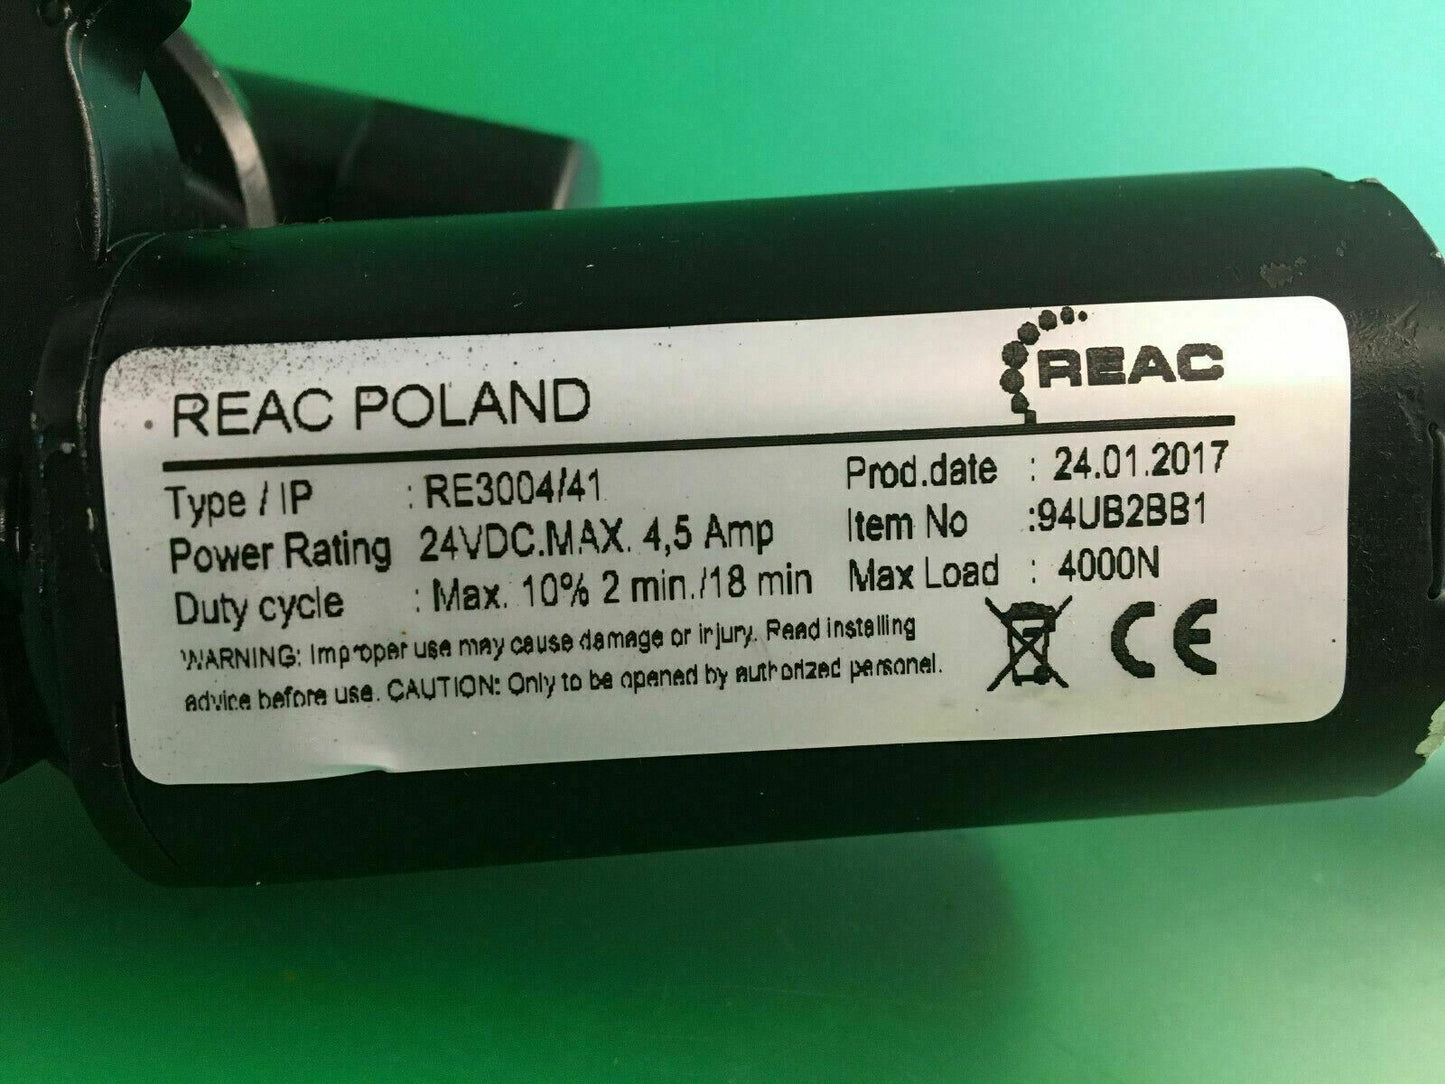 REAC
REAC POLAND
Type / IP : RE3004/41 Prod.date : 24.01.2017
Power Rating 24VDC.MAX. 4,5 Amp Item No :94UB2BB1
Duty cycle : Max. 10% 2 min./18 min Max Load : 4000N
WARNING: Improper use may cause damage or injury. Read installing
advice before use. CAUTION: Only to be opened by authorized personel.
CE